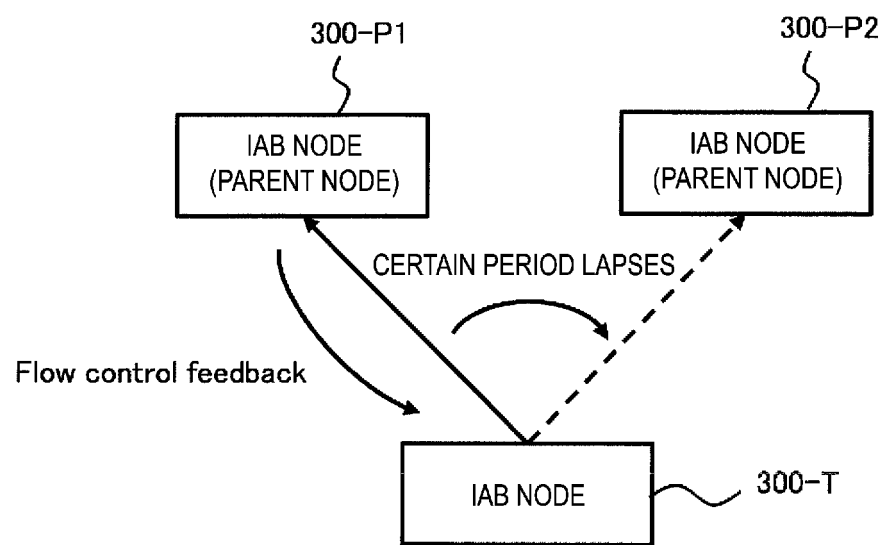 300-P1
300-P2
IAB NODE
(PARENT NODE)
IAB NODE
(PARENT NODE)
CERTAIN PERIOD LAPSES
Flow control feedback
IAB NODE
300-T